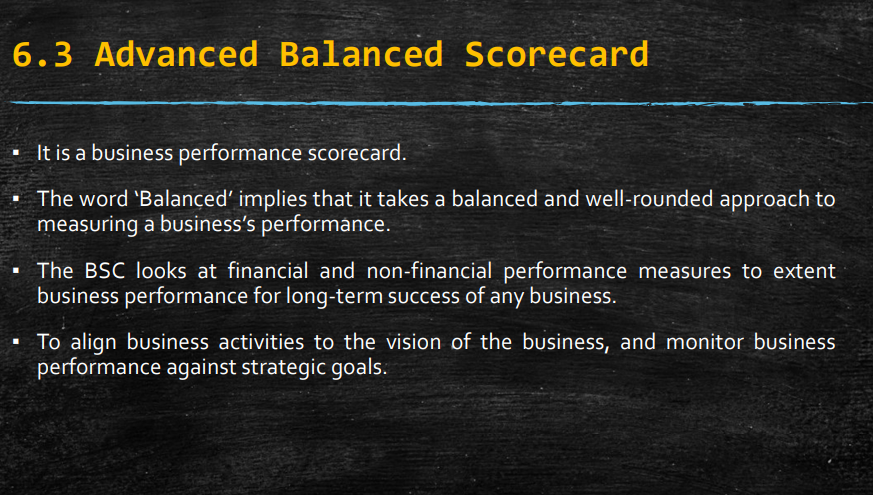 6.3 Advanced Balanced Scorecard
▪ It is a business performance scorecard.
▪ The word ‘Balanced’ implies that it takes a balanced and well-rounded approach to
measuring a business’s performance.
▪ The BSC looks at financial and non-financial performance measures to extent
business performance for long-term success of any business.
▪ To align business activities to the vision of the business, and monitor business
performance against strategic goals.